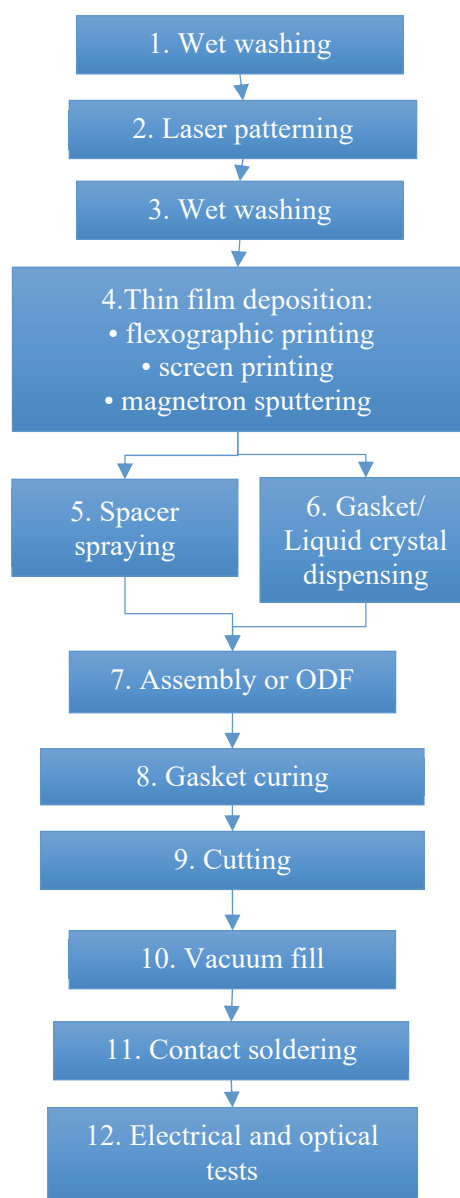 1. Wet washing
2. Laser patterning
3. Wet washing
4.Thin film deposition:
• flexographic printing
• screen printing
• magnetron sputtering
5. Spacer
spraying
6. Gasket/
Liquid crystal
dispensing
7. Assembly or ODF
8. Gasket curing
9. Cutting
10. Vacuum fill
11. Contact soldering
12. Electrical and optical
tests